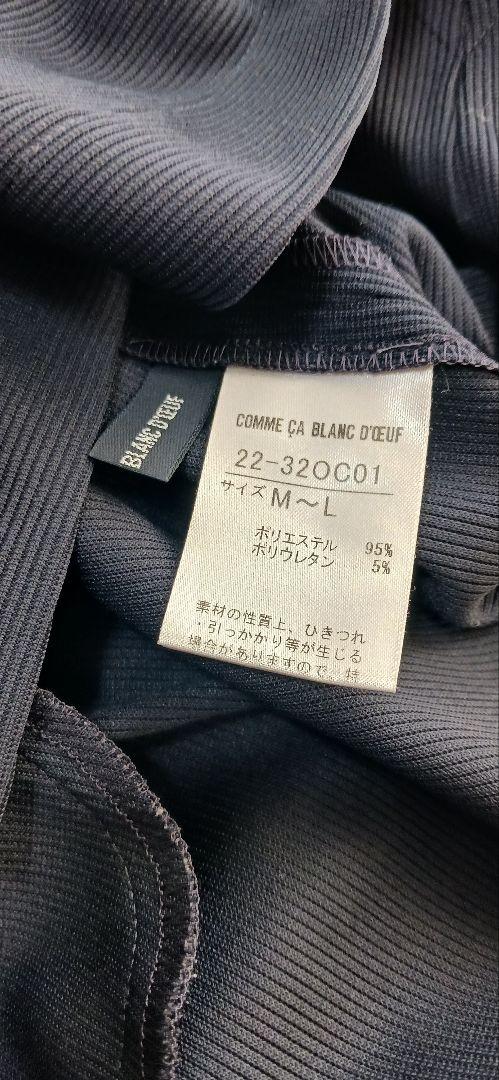 BLANC D'ŒUF
COMME ÇA BLANC D'ŒUF
22-32OC01
サイズ M〜L
ポリエステル 95%
ポリウレタン 5%
素材の性質上、ひきつれ
・引っかかり等が生じる
場合がありますので、特